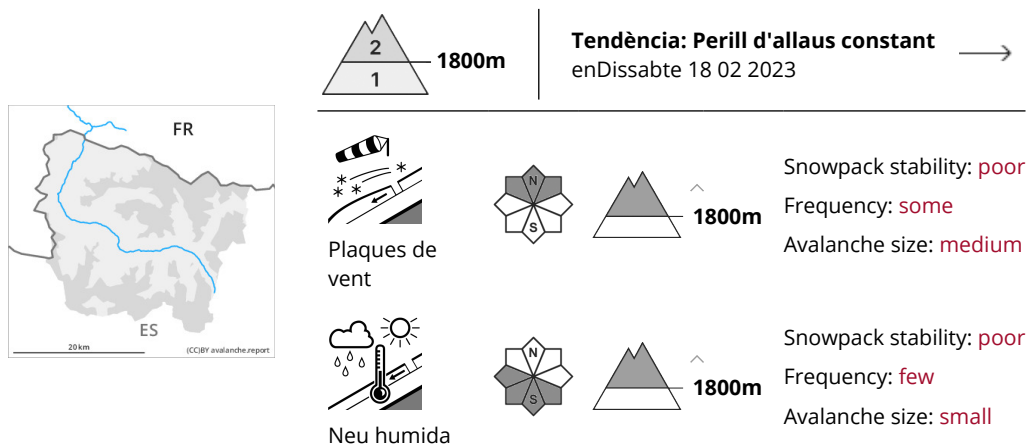 2
1
1800m
Tendència: Perill d'allaus constant
enDissabte 18 02 2023
FR
ES
20 km
(CC)BY avalanche.report
Plaques de
vent
N
S
1800m
Snowpack stability: poor
Frequency: some
Avalanche size: medium
Neu humida
N
S
1800m
Snowpack stability: poor
Frequency: few
Avalanche size: small